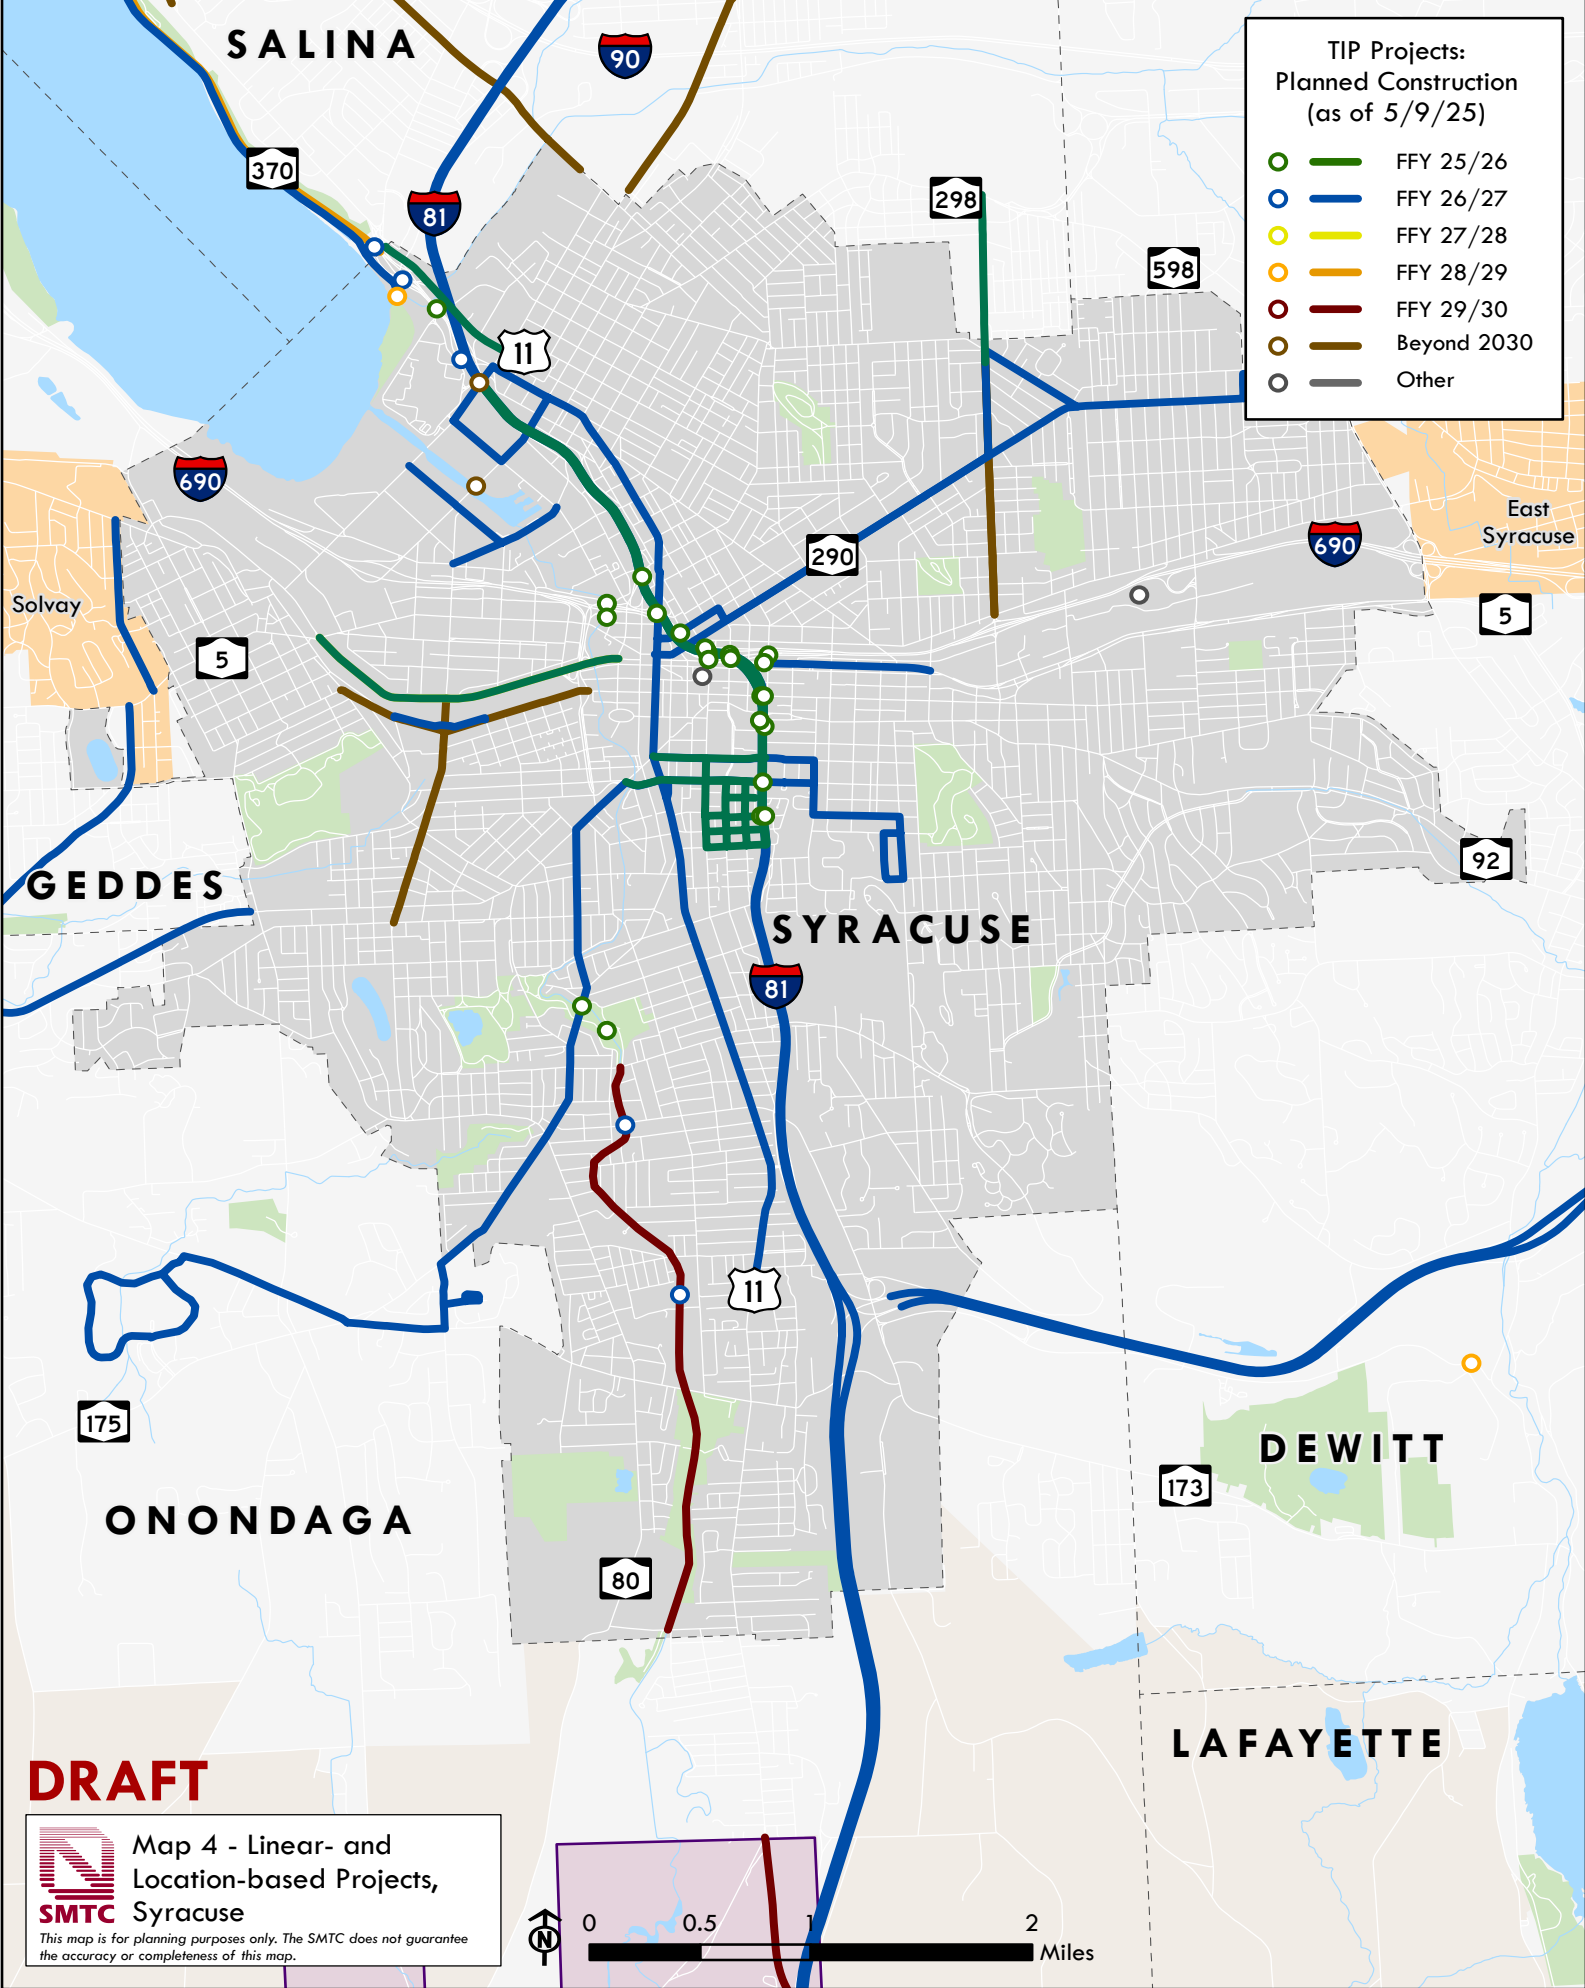 SALINA
90
TIP Projects:
Planned Construction
(as of 5/9/25)
FFY 25/26
FFY 26/27
FFY 27/28
FFY 28/29
FFY 29/30
Beyond 2030
Other
370
81
298
598
11
690
290
690
East
Syracuse
Solvay
5
5
92
GEDDES
SYRACUSE
81
11
175
DEWITT
173
ONONDAGA
80
LAFAYETTE
DRAFT
Map 4 - Linear- and
Location-based Projects,
Syracuse
SMTC
This map is for planning purposes only. The SMTC does not guarantee
the accuracy or completeness of this map.
N
0 0.5 1 2
Miles